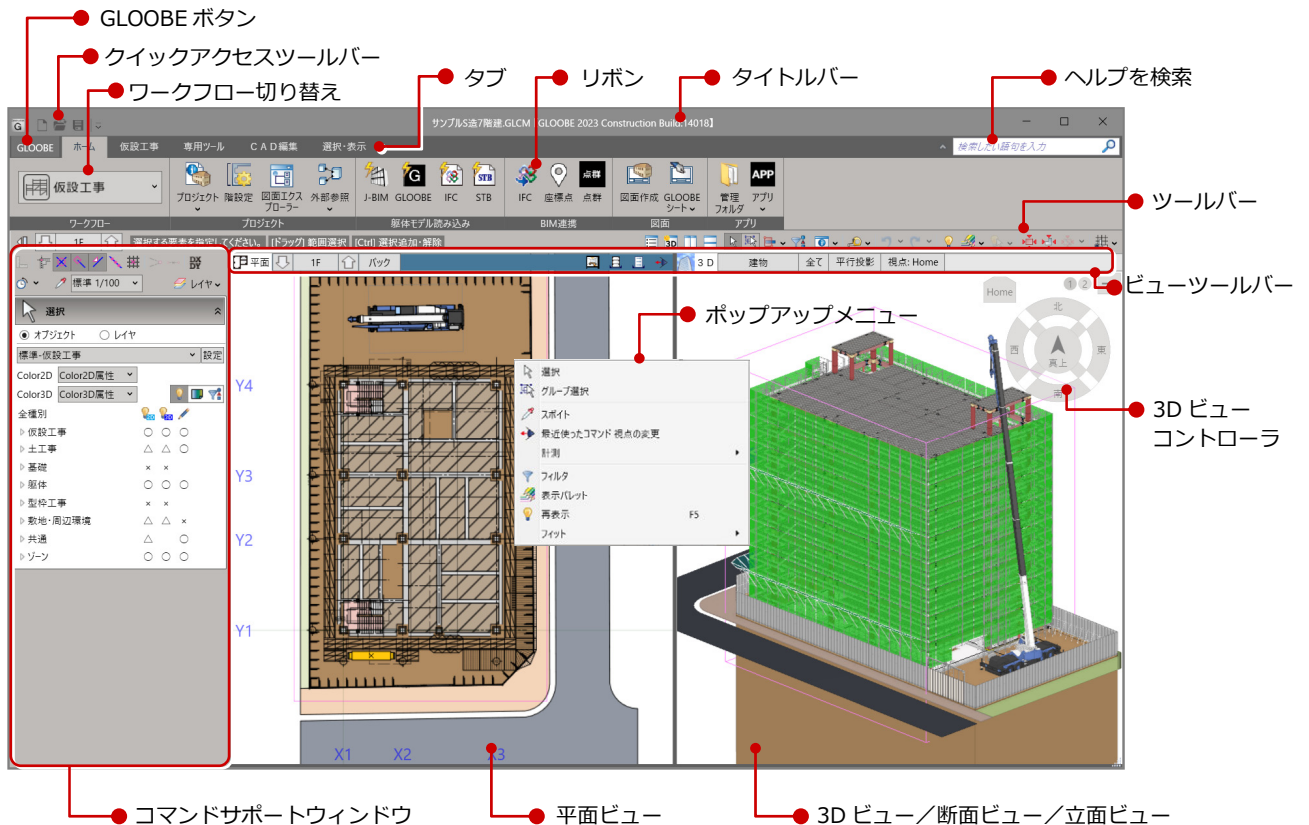 GLOOBE ボタン
クイックアクセスツールバー
ワークフロー切り替え
タブ
リボン
タイトルバー
ヘルプを検索
サンプルS造7階建.GLCM 【GLOOBE 2023 Construction Build:14018】
GLOOBE ホーム 仮設工事 専用ツール CAD編集 選択・表示
検索したい語句を入力
仮設工事
プロジェクト 階設定 図面エクスプローラー 外部参照
J-BIM GLOOBE IFC STB
IFC 座標点 点群
図面作成 GLOOBEシート
管理フォルダ アプリ
G STB 点群 APP
ワークフロー プロジェクト 躯体モデル読み込み BIM連携 図面 アプリ
ツールバー
1F 選択する要素を指定してください。 [ドラッグ] 範囲選択 [Ctrl] 選択追加・解除
平面 1F バック
3D 建物 全て 平行投影 視点: Home
ビューツールバー
標準 1/100 レイヤ
選択
オブジェクト レイヤ
標準-仮設工事 設定
Color2D Color2D属性
Color3D Color3D属性
全種別
仮設工事 ○ ○ ○
土工事 △ △ ○
基礎 × ×
躯体 ○ ○ ○
型枠工事 × ×
敷地・周辺環境 △ △ ×
共通 △ ○
ゾーン ○ ○ ○
Y4
Y3
Y2
Y1
X1 X2 X3
ポップアップメニュー
選択
グループ選択
スポイト
最近使ったコマンド 視点の変更
計測
フィルタ
表示パレット
再表示 F5
フィット
Home
1 2
北
西 真上 東
南
3D ビュー
コントローラ
コマンドサポートウィンドウ
平面ビュー
3D ビュー／断面ビュー／立面ビュー